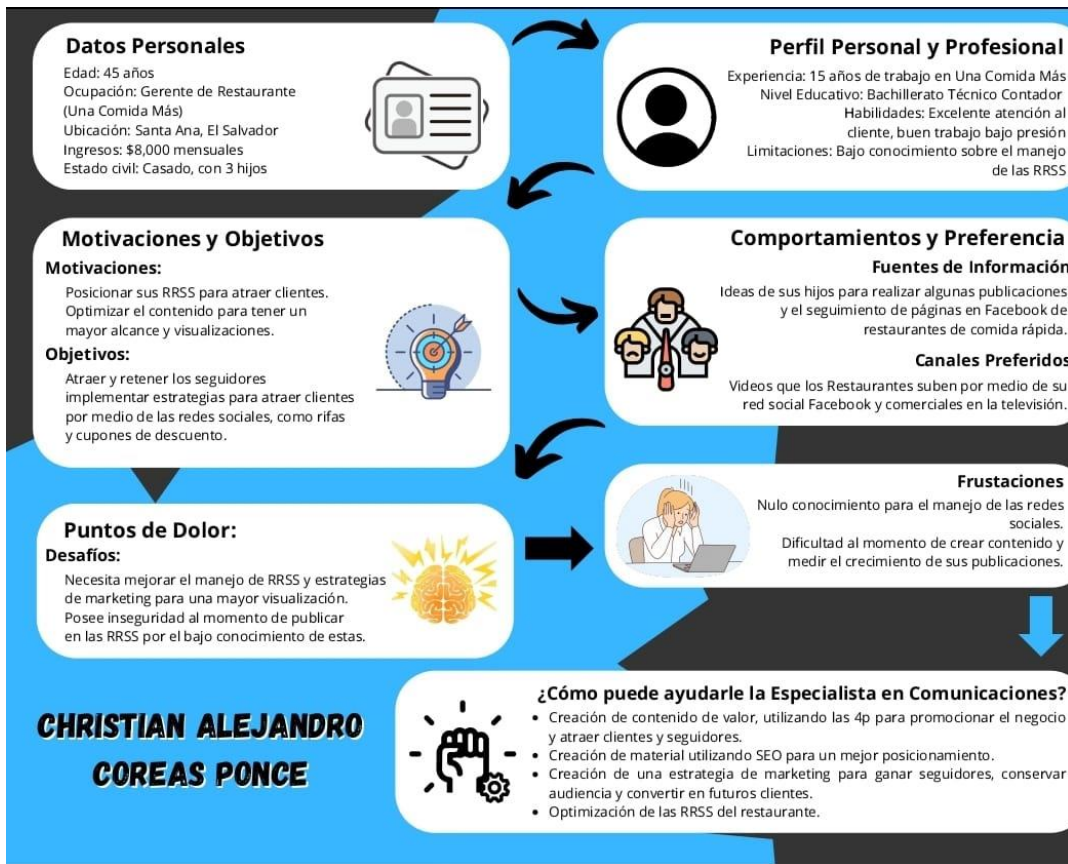 Datos Personales
Edad: 45 años
Ocupación: Gerente de Restaurante
(Una Comida Más)
Ubicación: Santa Ana, El Salvador
Ingresos: $8,000 mensuales
Estado civil: Casado, con 3 hijos
Perfil Personal y Profesional
Experiencia: 15 años de trabajo en Una Comida Más
Nivel Educativo: Bachillerato Técnico Contador
Habilidades: Excelente atención al
cliente, buen trabajo bajo presión
Limitaciones: Bajo conocimiento sobre el manejo
de las RRSS
Motivaciones y Objetivos
Motivaciones:
Posicionar sus RRSS para atraer clientes.
Optimizar el contenido para tener un
mayor alcance y visualizaciones.
Objetivos:
Atraer y retener los seguidores
implementar estrategias para atraer clientes
por medio de las redes sociales, como rifas
y cupones de descuento.
Comportamientos y Preferencia
Fuentes de Información
Ideas de sus hijos para realizar algunas publicaciones
y el seguimiento de páginas en Facebook de
restaurantes de comida rápida.
Canales Preferidos
Videos que los Restaurantes suben por medio de su
red social Facebook y comerciales en la televisión.
Puntos de Dolor:
Desafíos:
Necesita mejorar el manejo de RRSS y estrategias
de marketing para una mayor visualización.
Posee inseguridad al momento de publicar
en las RRSS por el bajo conocimiento de estas.
Frustaciones
Nulo conocimiento para el manejo de las redes
sociales.
Dificultad al momento de crear contenido y
medir el crecimiento de sus publicaciones.
CHRISTIAN ALEJANDRO
COREAS PONCE
¿Cómo puede ayudarle la Especialista en Comunicaciones?
• Creación de contenido de valor, utilizando las 4p para promocionar el negocio
y atraer clientes y seguidores.
• Creación de material utilizando SEO para un mejor posicionamiento.
• Creación de una estrategia de marketing para ganar seguidores, conservar
audiencia y convertir en futuros clientes.
• Optimización de las RRSS del restaurante.